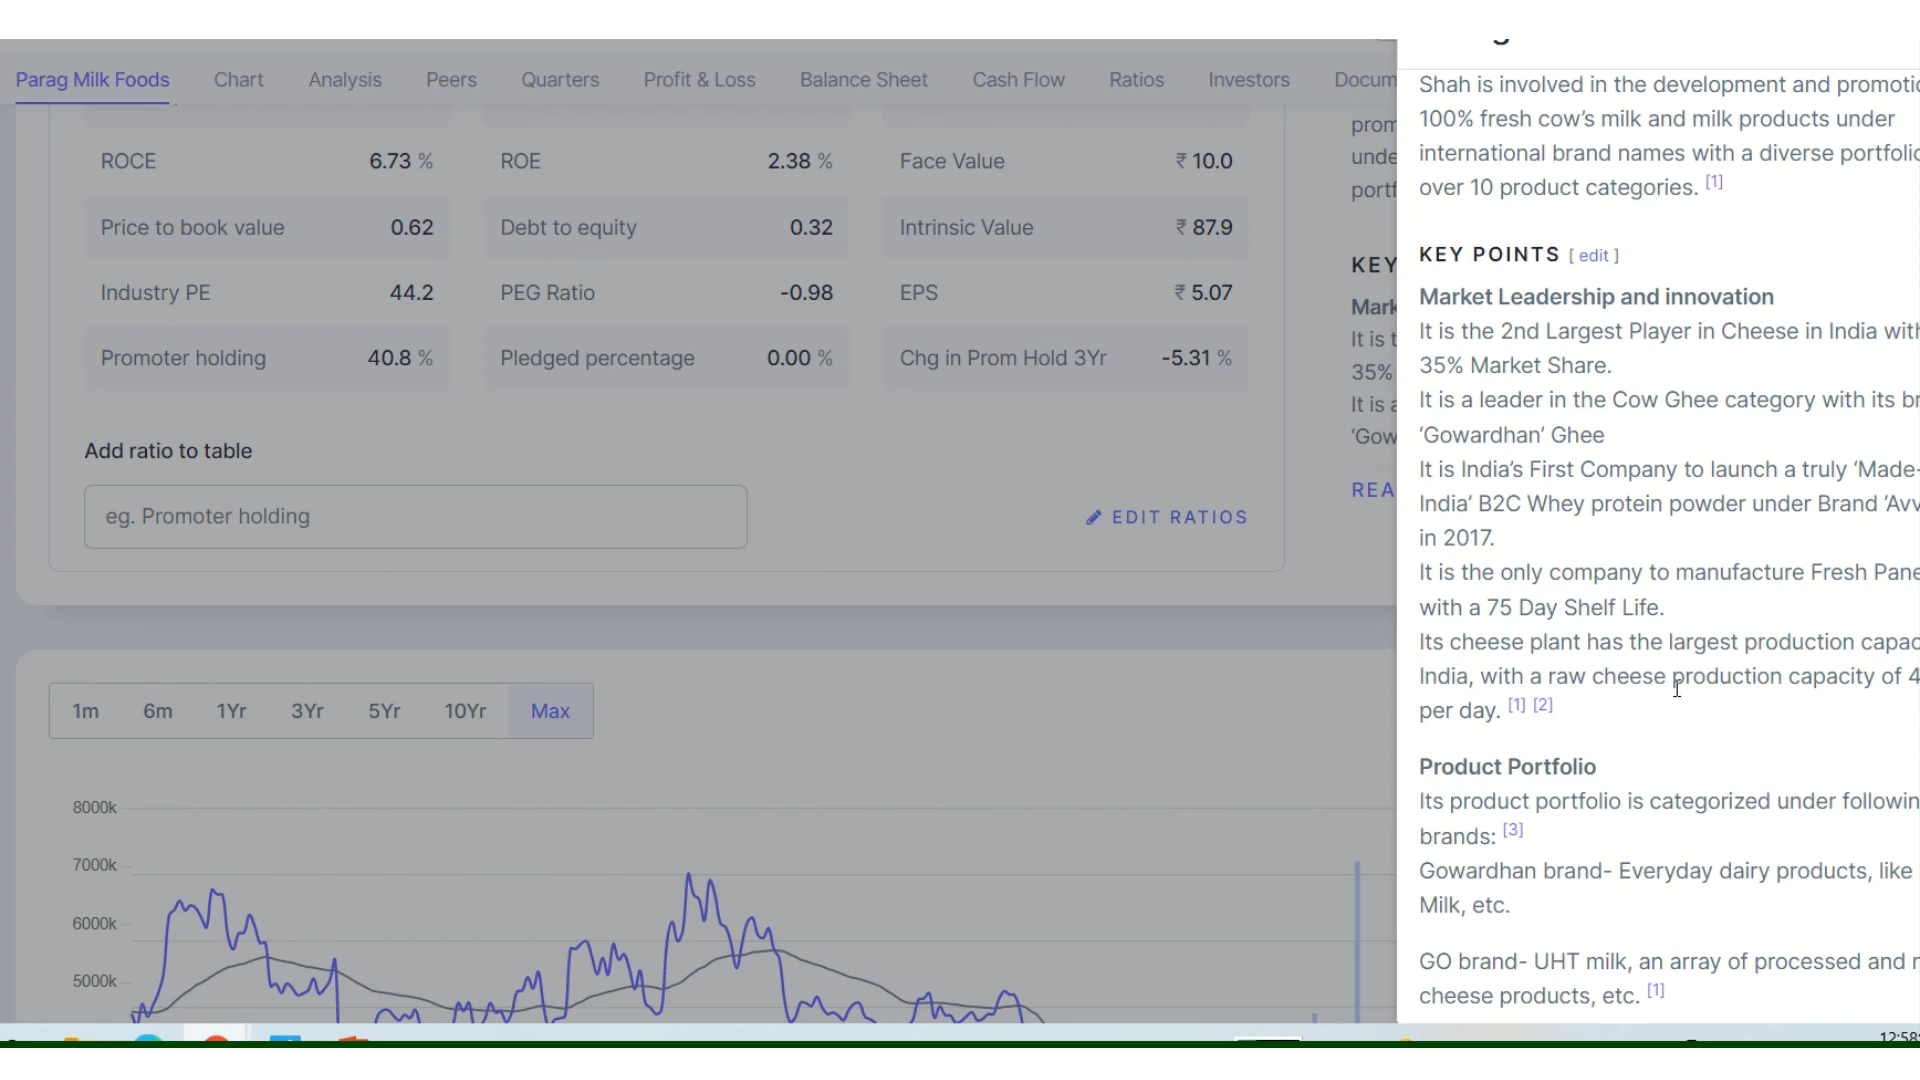 Parag Milk Foods Chart Analysis Peers Quarters Profit & Loss Balance Sheet Cash Flow Ratios Investors
ROCE 6.73 % ROE 2.38 % Face Value ₹ 10.0
Price to book value 0.62 Debt to equity 0.32 Intrinsic Value ₹ 87.9
Industry PE 44.2 PEG Ratio -0.98 EPS ₹ 5.07
Promoter holding 40.8 % Pledged percentage 0.00 % Chg in Prom Hold 3Yr -5.31 %
Add ratio to table
eg. Promoter holding
EDIT RATIOS
1m 6m 1Yr 3Yr 5Yr 10Yr Max
8000k
7000k
6000k
5000k
KEY
35%
It is
Shah is involved in the development and
100% fresh cow's milk and milk products under
international brand names with a diverse
over 10 product categories. [1]
KEY POINTS [ edit ]
Market Leadership and innovation
It is the 2nd Largest Player in Cheese in India
35% Market Share.
It is a leader in the Cow Ghee category with its
'Gowardhan' Ghee
It is India's First Company to launch a truly 'Made-
India' B2C Whey protein powder under Brand
in 2017.
It is the only company to manufacture Fresh
with a 75 Day Shelf Life.
Its cheese plant has the largest production
India, with a raw cheese production capacity of
per day. [1] [2]
Product Portfolio
Its product portfolio is categorized under
brands: [3]
Gowardhan brand- Everyday dairy products, like
Milk, etc.
GO brand- UHT milk, an array of processed and
cheese products, etc. [1]
12:58